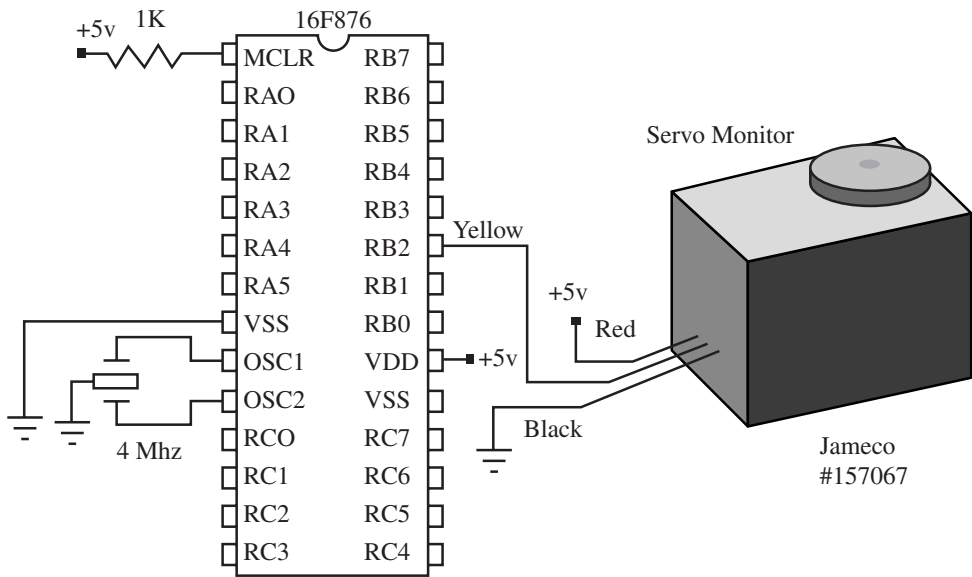 16F876
+5v
1K
MCLR
RAO
RA1
RA2
RA3
RA4
RA5
VSS
OSC1
OSC2
RCO
RC1
RC2
RC3
RB7
RB6
RB5
RB4
RB3
RB2
RB1
RB0
VDD
VSS
RC7
RC6
RC5
RC4
4 Mhz
+5v
Yellow
+5v
Red
Black
Servo Monitor
Jameco
#157067